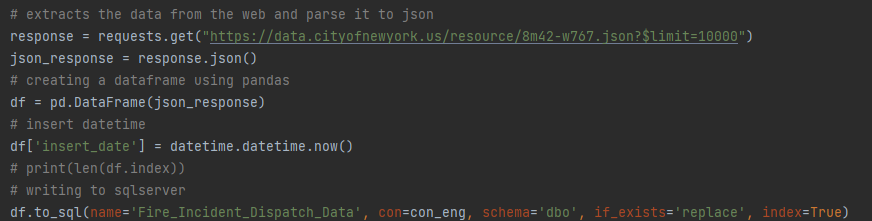 # extracts the data from the web and parse it to json
response = requests.get("https://data.cityofnewyork.us/resource/8m42-w767.json?$limit=10000")
json_response = response.json()
# creating a dataframe using pandas
df = pd.DataFrame(json_response)
# insert datetime
df['insert_date'] = datetime.datetime.now()
# print(len(df.index))
# writing to sqlserver
df.to_sql(name='Fire_Incident_Dispatch_Data', con=con_eng, schema='dbo', if_exists='replace', index=True)